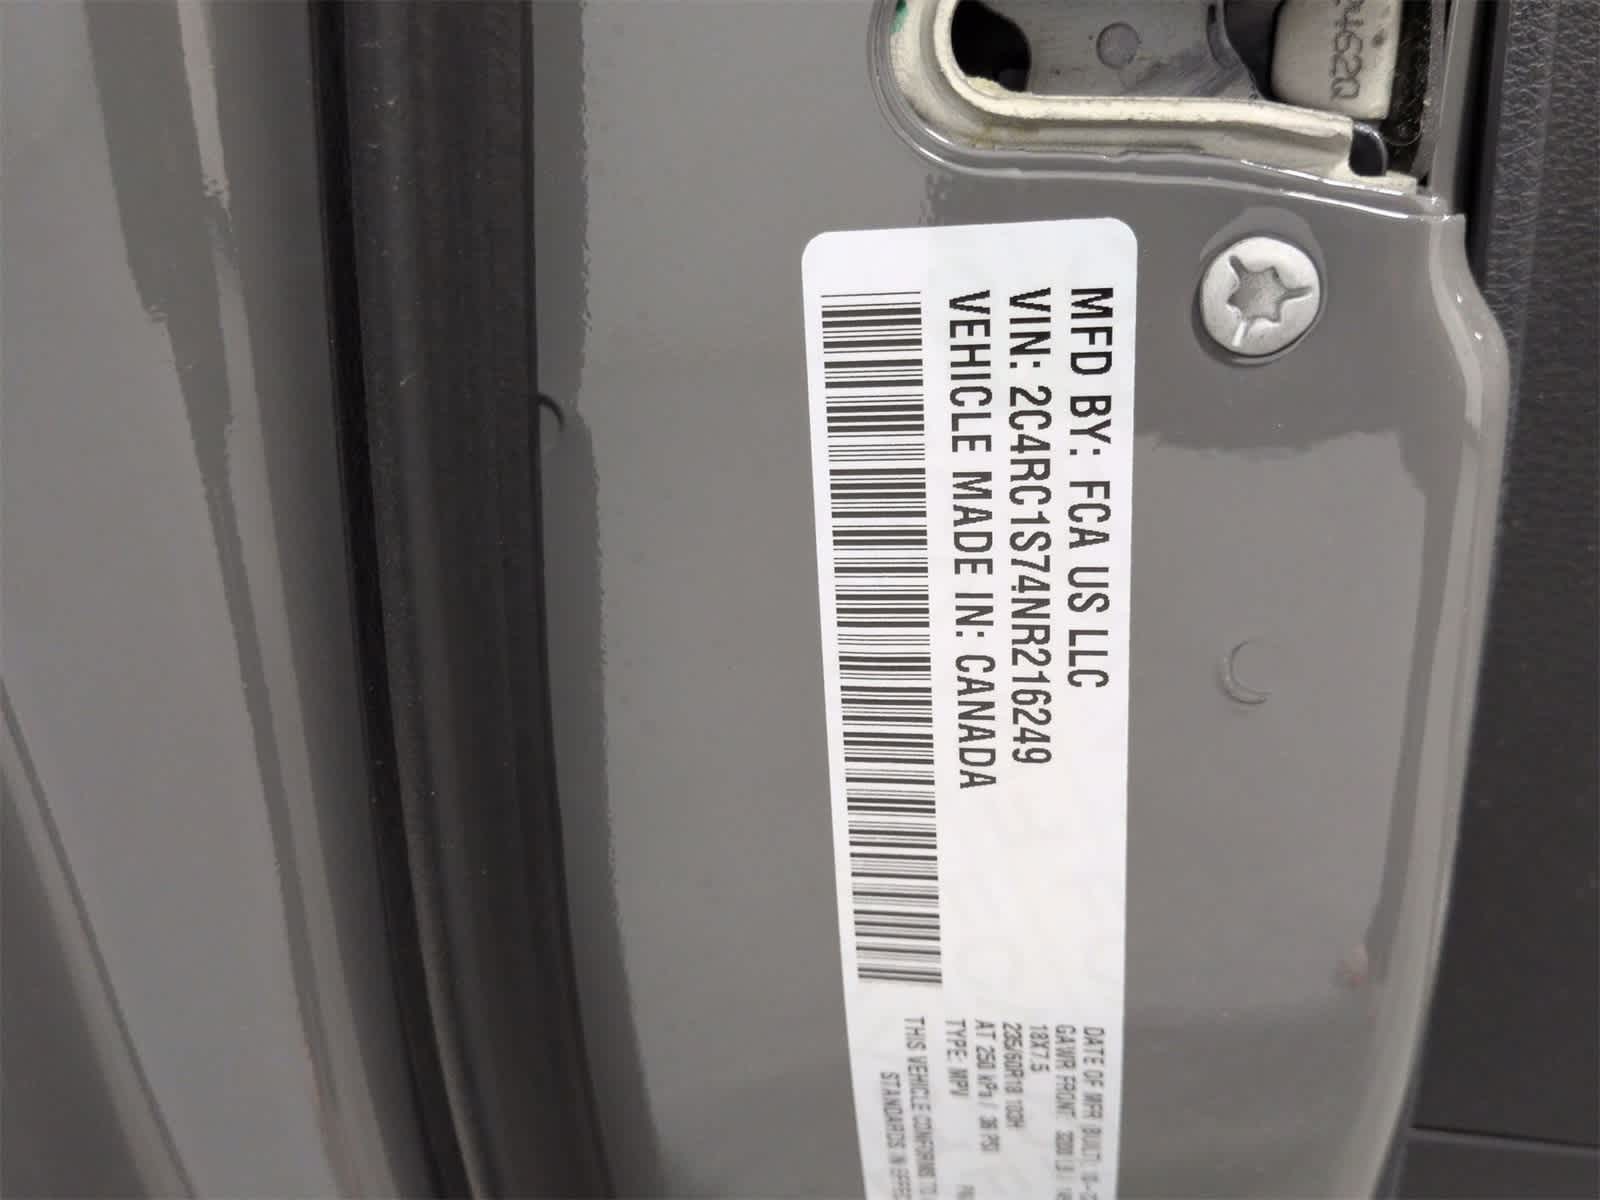 MFD BY: FCA US LLC
VIN: 2C4RC1S74NR216249
VEHICLE MADE IN: CANADA
DATE OF MFR
GAWR FRONT
18X7.5
235/60R18 103H
AT 250 kPa / 36 PSI
TYPE: MPV
THIS VEHICLE CONFORMS TO
STANDARDS IN